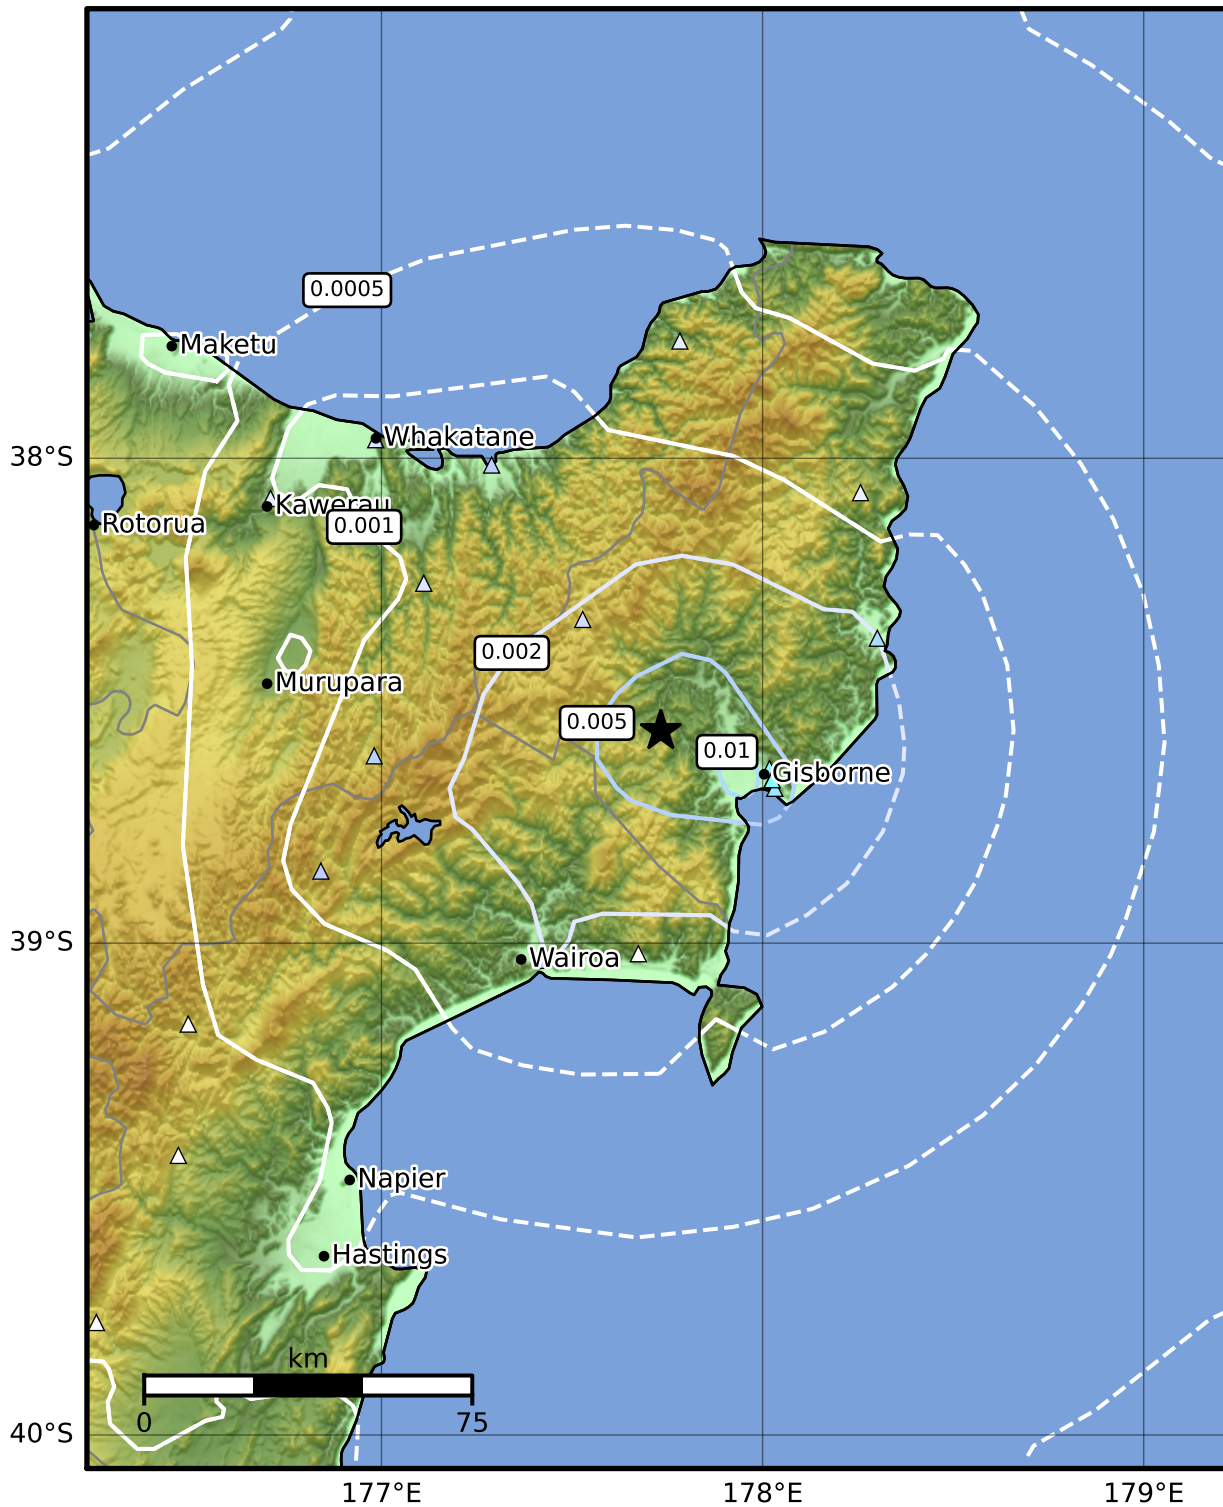 0.0005
Maketu
Whakatane
38°S
Kawerau
Rotorua
0.001
0.002
Murupara
0.005
0.01
Gisborne
39°S
Wairoa
Napier
Hastings
km
0
75
40°S
177°E
178°E
179°E